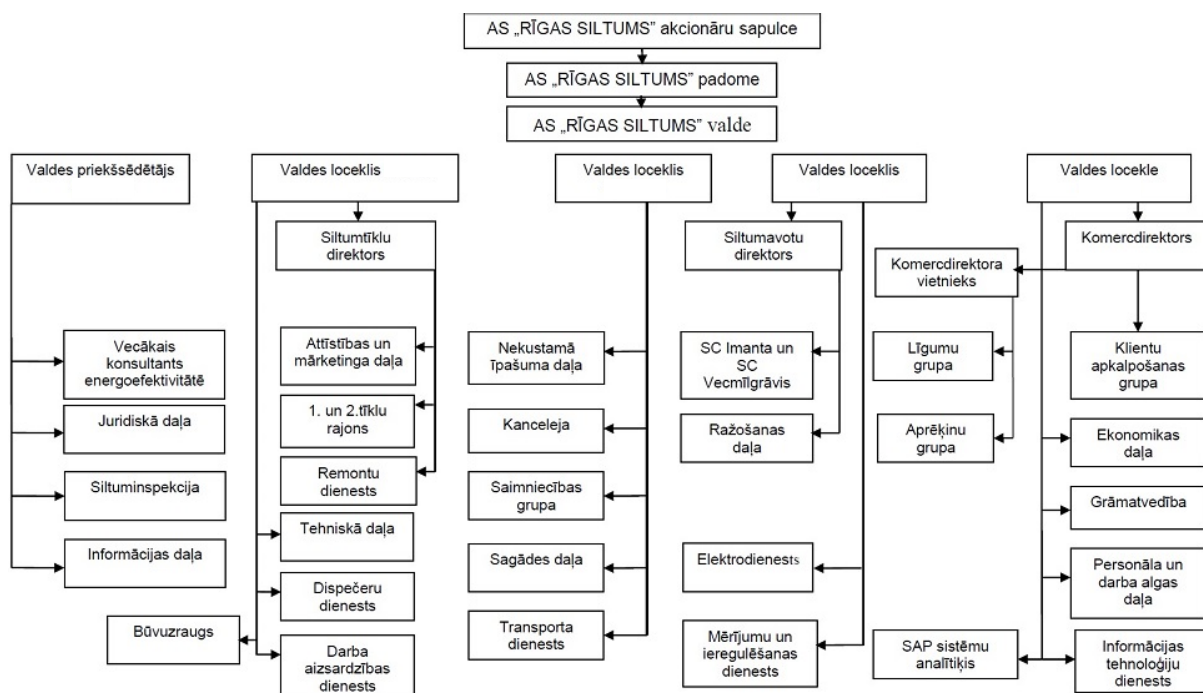 AS „RĪGAS SILTUMS” akcionāru sapulce
AS „RĪGAS SILTUMS” padome
AS „RĪGAS SILTUMS” valde
Valdes priekšsēdētājs
Valdes loceklis
Valdes loceklis
Valdes loceklis
Valdes locekle
Siltumtīklu
direktors
Siltumavotu
direktors
Komercdirektora
vietnieks
Komercdirektors
Vecākais
konsultants
energoefektivitātē
Juridiskā daļa
Siltuminspekcija
Informācijas daļa
Attīstības un
mārketinga daļa
1. un 2.tīklu
rajons
Remontu
dienests
Tehniskā daļa
Dispečeru
dienests
Būvuzraugs
Darba
aizsardzības
dienests
Nekustamā
īpašuma daļa
Kanceleja
Saimniecības
grupa
Sagādes daļa
Transporta
dienests
SC Imanta un
SC
Vecmīlgrāvis
Ražošanas
daļa
Elektrodienests
Mērījumu un
ieregulēšanas
dienests
Līgumu
grupa
Aprēķinu
grupa
Klientu
apkalpošanas
grupa
Ekonomikas
daļa
Grāmatvedība
Personāla un
darba algas
daļa
SAP sistēmu
analītiķis
Informācijas
tehnoloģiju
dienests